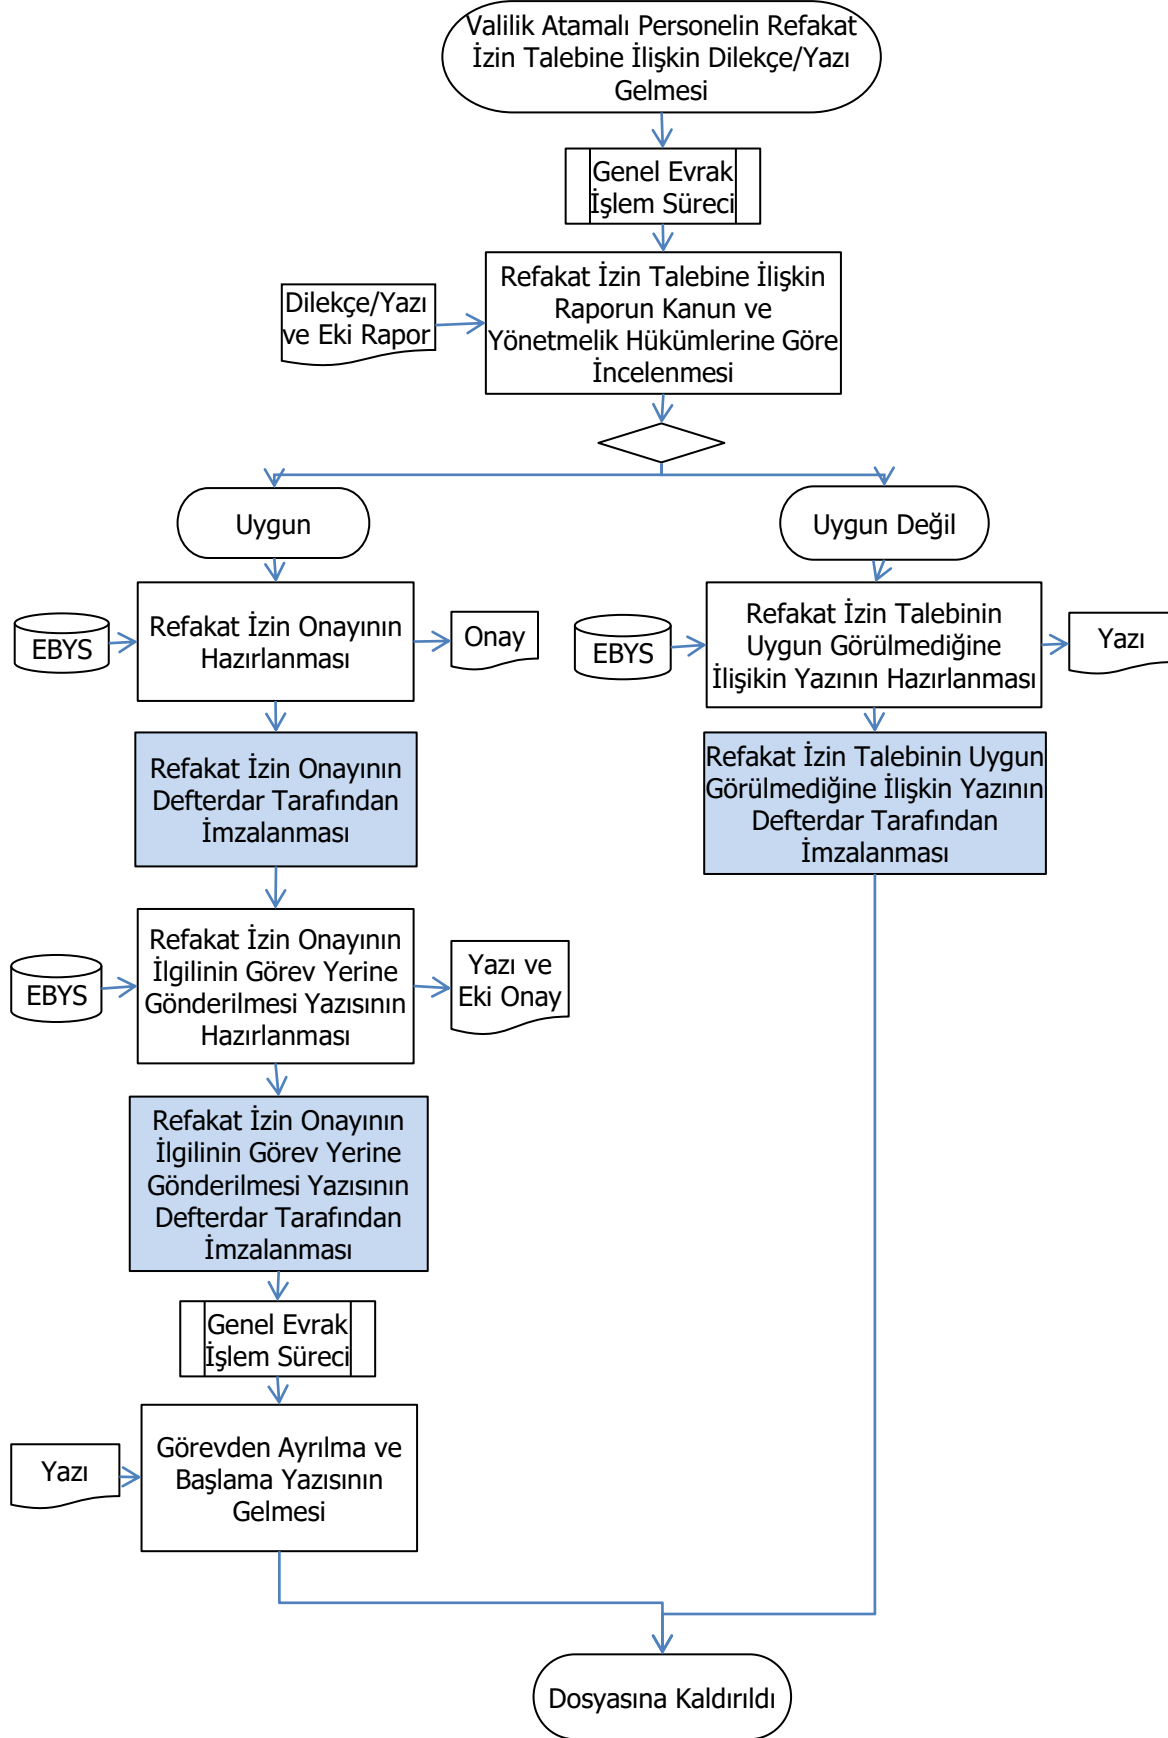 Valilik Atamalı Personelin Refakat
İzin Talebine İlişkin Dilekçe/Yazı
Gelmesi
Genel Evrak
İşlem Süreci
Dilekçe/Yazı
ve Eki Rapor
Refakat İzin Talebine İlişkin
Raporun Kanun ve
Yönetmelik Hükümlerine Göre
İncelenmesi
Uygun
Uygun Değil
EBYS
Refakat İzin Onayının
Hazırlanması
Onay
EBYS
Refakat İzin Talebinin
Uygun Görülmediğine
İlişikin Yazının Hazırlanması
Yazı
Refakat İzin Onayının
Defterdar Tarafından
İmzalanması
Refakat İzin Talebinin Uygun
Görülmediğine İlişkin Yazının
Defterdar Tarafından
İmzalanması
EBYS
Refakat İzin Onayının
İlgilinin Görev Yerine
Gönderilmesi Yazısının
Hazırlanması
Yazı ve
Eki Onay
Refakat İzin Onayının
İlgilinin Görev Yerine
Gönderilmesi Yazısının
Defterdar Tarafından
İmzalanması
Genel Evrak
İşlem Süreci
Yazı
Görevden Ayrılma ve
Başlama Yazısının
Gelmesi
Dosyasına Kaldırıldı